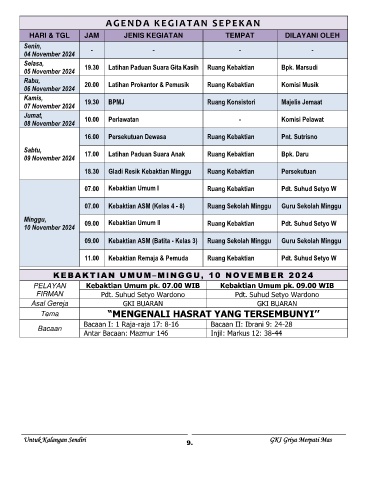 AGENDA KEGIATAN SEPEKAN
HARI & TGL JAM JENIS KEGIATAN TEMPAT DILAYANI OLEH
Senin, 04 November 2024 - - - -
Selasa, 05 November 2024 19.30 Latihan Paduan Suara Gita Kasih Ruang Kebaktian Bpk. Marsudi
Rabu, 06 November 2024 20.00 Latihan Prokantor & Pemusik Ruang Kebaktian Komisi Musik
Kamis, 07 November 2024 19.30 BPMJ Ruang Konsistori Majelis Jemaat
Jumat, 08 November 2024 10.00 Perlawatan - Komisi Pelawat
Sabtu, 09 November 2024
16.00 Persekutuan Dewasa Ruang Kebaktian Pnt. Sutrisno
17.00 Latihan Paduan Suara Anak Ruang Kebaktian Bpk. Daru
18.30 Gladi Resik Kebaktian Minggu Ruang Kebaktian Persekutuan
Minggu, 10 November 2024
07.00 Kebaktian Umum I Ruang Kebaktian Pdt. Suhud Setyo W
07.00 Kebaktian ASM (Kelas 4 - 8) Ruang Sekolah Minggu Guru Sekolah Minggu
09.00 Kebaktian Umum II Ruang Kebaktian Pdt. Suhud Setyo W
09.00 Kebaktian ASM (Batita - Kelas 3) Ruang Sekolah Minggu Guru Sekolah Minggu
11.00 Kebaktian Remaja & Pemuda Ruang Kebaktian Pdt. Suhud Setyo W
KEBAKTIAN UMUM–MINGGU, 10 NOVEMBER 2024
PELAYAN FIRMAN Kebaktian Umum pk. 07.00 WIB Kebaktian Umum pk. 09.00 WIB
Pdt. Suhud Setyo Wardono Pdt. Suhud Setyo Wardono
Asal Gereja GKI BUARAN GKI BUARAN
Tema "MENGENALI HASRAT YANG TERSEMBUNYI"
Bacaan Bacaan I: 1 Raja-raja 17: 8-16 Bacaan II: Ibrani 9: 24-28
Antar Bacaan: Mazmur 146 Injil: Markus 12: 38-44
Untuk Kalangan Sendiri 9. GKJ Griya Merpati Mas